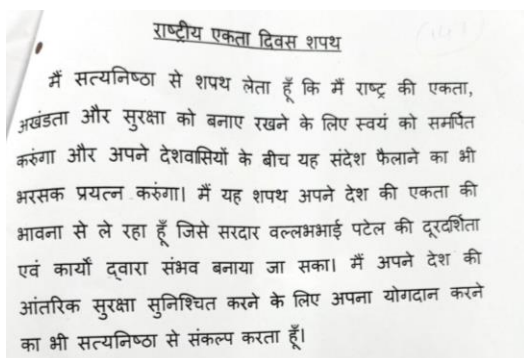 राष्ट्रीय एकता दिवस शपथ
मैं सत्यनिष्ठा से शपथ लेता हूँ कि मैं राष्ट्र की एकता,
अखंडता और सुरक्षा को बनाए रखने के लिए स्वयं को समर्पित
करुंगा और अपने देशवासियों के बीच यह संदेश फैलाने का भी
भरसक प्रयत्न करुंगा। मैं यह शपथ अपने देश की एकता की
भावना से ले रहा हूँ जिसे सरदार वल्लभभाई पटेल की दूरदर्शिता
एवं कार्यों द्वारा संभव बनाया जा सका। मैं अपने देश की
आंतरिक सुरक्षा सुनिश्चित करने के लिए अपना योगदान करने
का भी सत्यनिष्ठा से संकल्प करता हूँ।